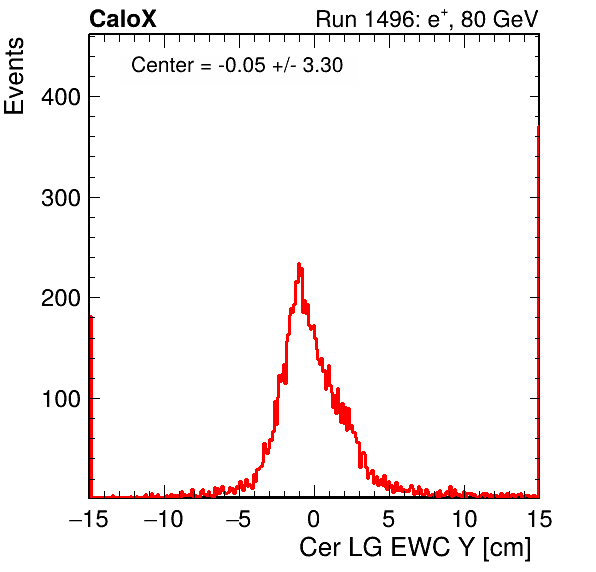 CaloX Run 1496: e⁺, 80 GeV
Center = -0.05 +/- 3.30
Events
400
300
200
100
−15 −10 −5 0 5 10 15
Cer LG EWC Y [cm]